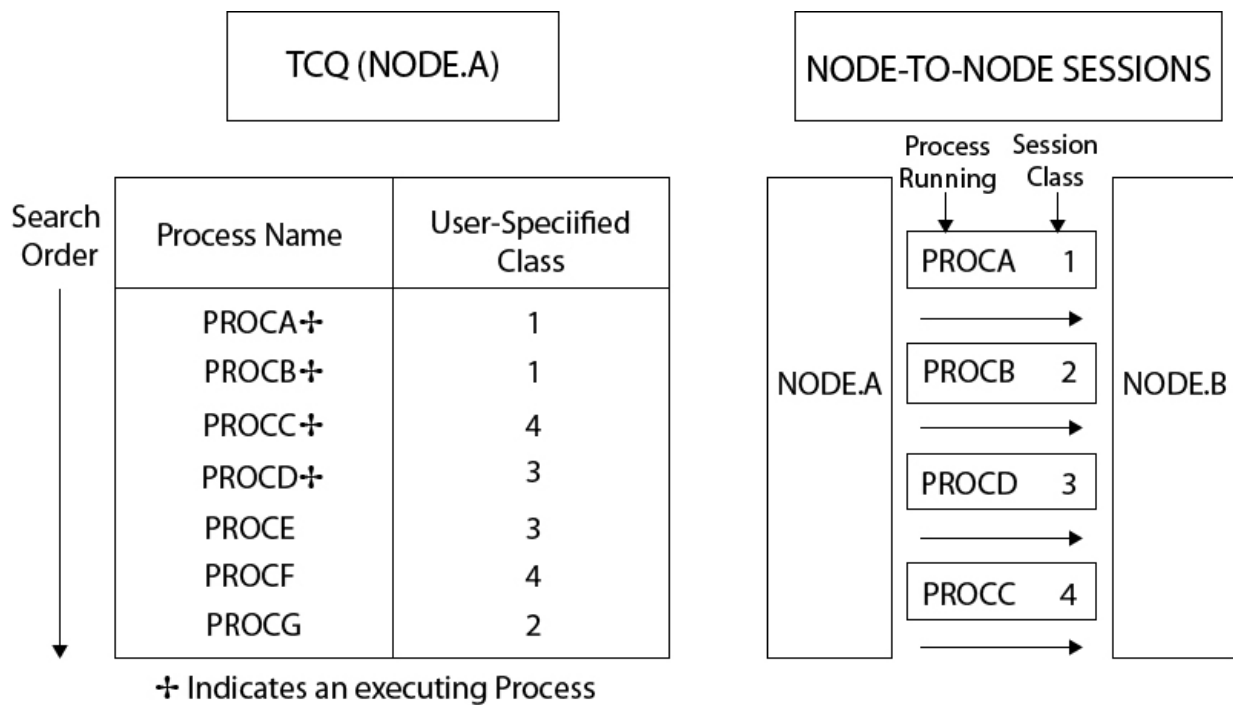 TCQ (NODE.A)
NODE-TO-NODE SESSIONS
Search
Order
Process Name
User-Speciified
Class
PROCA✢ 1
PROCB✢ 1
PROCC✢ 4
PROCD✢ 3
PROCE 3
PROCF 4
PROCG 2
✢ Indicates an executing Process
Process
Running
Session
Class
NODE.A
PROCA 1
PROCB 2
PROCD 3
PROCC 4
NODE.B